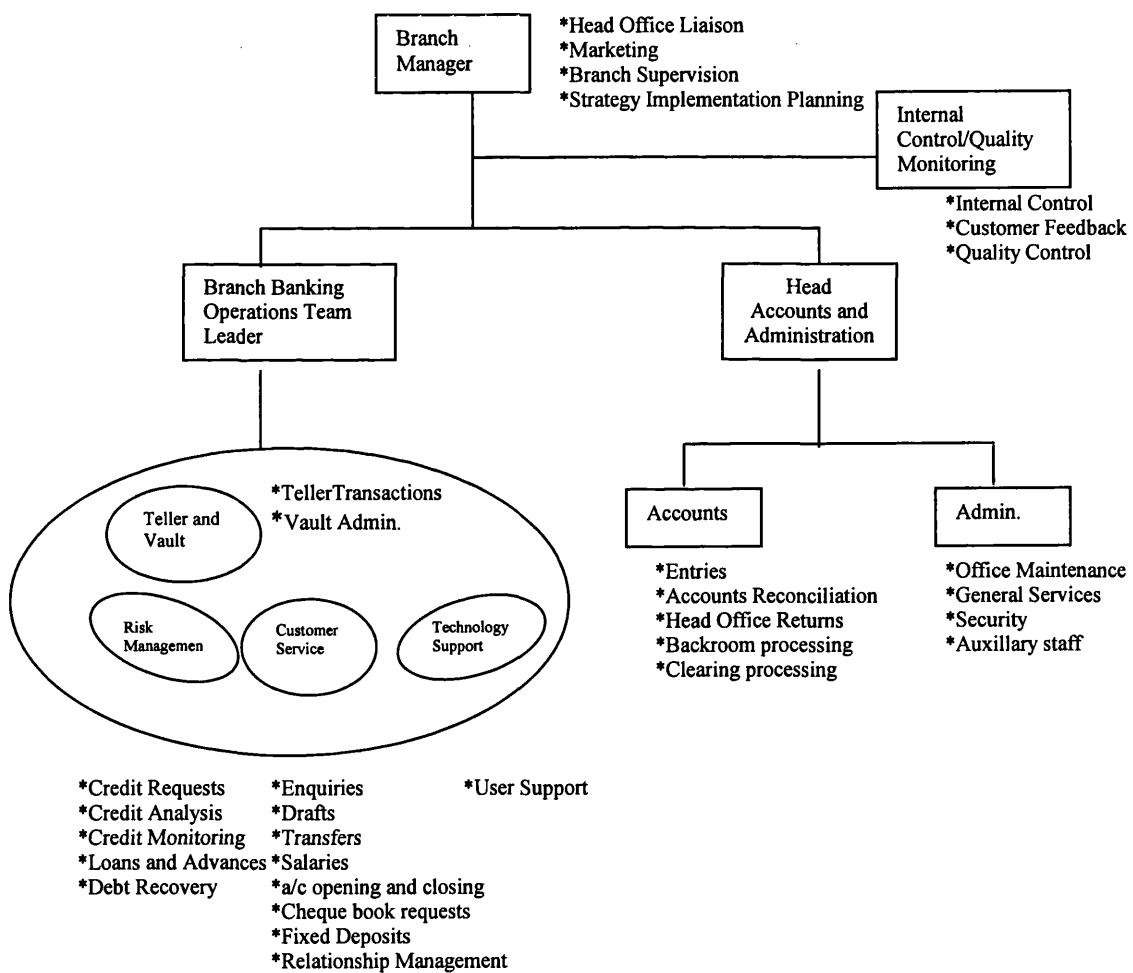 Branch
Manager
*Head Office Liaison
*Marketing
*Branch Supervision
*Strategy Implementation Planning
Internal
Control/Quality
Monitoring
*Internal Control
*Customer Feedback
*Quality Control
Branch Banking
Operations Team
Leader
Head
Accounts and
Administration
Teller and
Vault
*TellerTransactions
*Vault Admin.
Risk
Managemen
Customer
Service
Technology
Support
Accounts
*Entries
*Accounts Reconciliation
*Head Office Returns
*Backroom processing
*Clearing processing
Admin.
*Office Maintenance
*General Services
*Security
*Auxillary staff
*Credit Requests
*Credit Analysis
*Credit Monitoring
*Loans and Advances
*Debt Recovery
*Enquiries
*Drafts
*Transfers
*Salaries
*a/c opening and closing
*Cheque book requests
*Fixed Deposits
*Relationship Management
*User Support